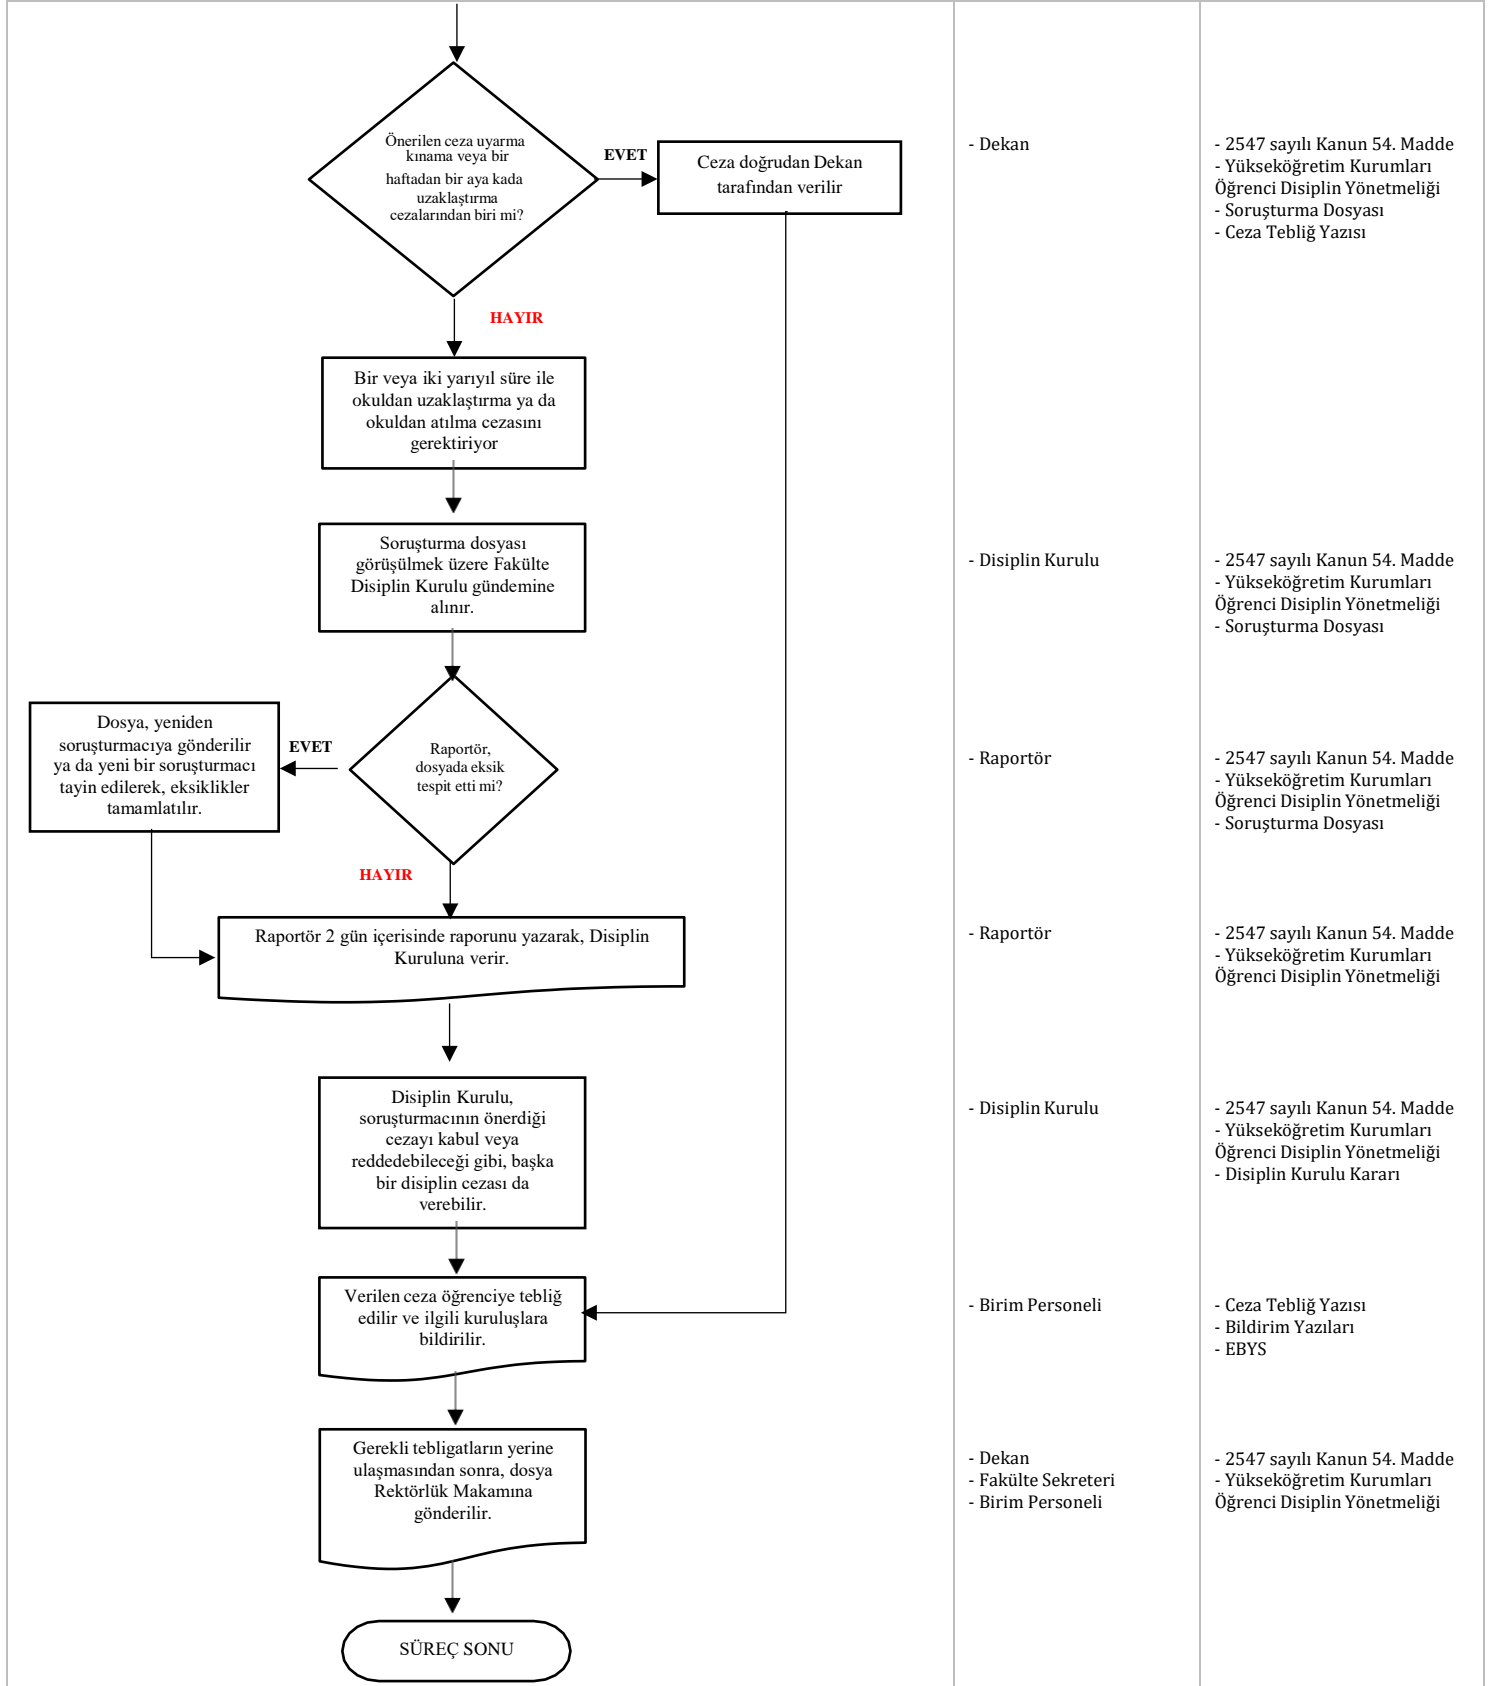 Önerilen ceza uyarma
kınama veya bir
haftadan bir aya kada
uzaklaştırma
cezalarından biri mi?
EVET
Ceza doğrudan Dekan
tarafından verilir
- Dekan
- 2547 sayılı Kanun 54. Madde
- Yükseköğretim Kurumları
Öğrenci Disiplin Yönetmeliği
- Soruşturma Dosyası
- Ceza Tebliğ Yazısı
HAYIR
Bir veya iki yarıyıl süre ile
okuldan uzaklaştırma ya da
okuldan atılma cezasını
gerektiriyor
Soruşturma dosyası
görüşülmek üzere Fakülte
Disiplin Kurulu gündemine
alınır.
- Disiplin Kurulu
- 2547 sayılı Kanun 54. Madde
- Yükseköğretim Kurumları
Öğrenci Disiplin Yönetmeliği
- Soruşturma Dosyası
Dosya, yeniden
soruşturmacıya gönderilir
ya da yeni bir soruşturmacı
tayin edilerek, eksiklikler
tamamlatılır.
EVET
Raportör,
dosyada eksik
tespit etti mi?
- Raportör
- 2547 sayılı Kanun 54. Madde
- Yükseköğretim Kurumları
Öğrenci Disiplin Yönetmeliği
- Soruşturma Dosyası
HAYIR
Raportör 2 gün içerisinde raporunu yazarak, Disiplin
Kuruluna verir.
- Raportör
- 2547 sayılı Kanun 54. Madde
- Yükseköğretim Kurumları
Öğrenci Disiplin Yönetmeliği
Disiplin Kurulu,
soruşturmacının önerdiği
cezayı kabul veya
reddedebileceği gibi, başka
bir disiplin cezası da
verebilir.
- Disiplin Kurulu
- 2547 sayılı Kanun 54. Madde
- Yükseköğretim Kurumları
Öğrenci Disiplin Yönetmeliği
- Disiplin Kurulu Kararı
Verilen ceza öğrenciye tebliğ
edilir ve ilgili kuruluşlara
bildirilir.
- Birim Personeli
- Ceza Tebliğ Yazısı
- Bildirim Yazıları
- EBYS
Gerekli tebligatların yerine
ulaşmasından sonra, dosya
Rektörlük Makamına
gönderilir.
- Dekan
- Fakülte Sekreteri
- Birim Personeli
- 2547 sayılı Kanun 54. Madde
- Yükseköğretim Kurumları
Öğrenci Disiplin Yönetmeliği
SÜREÇ SONU